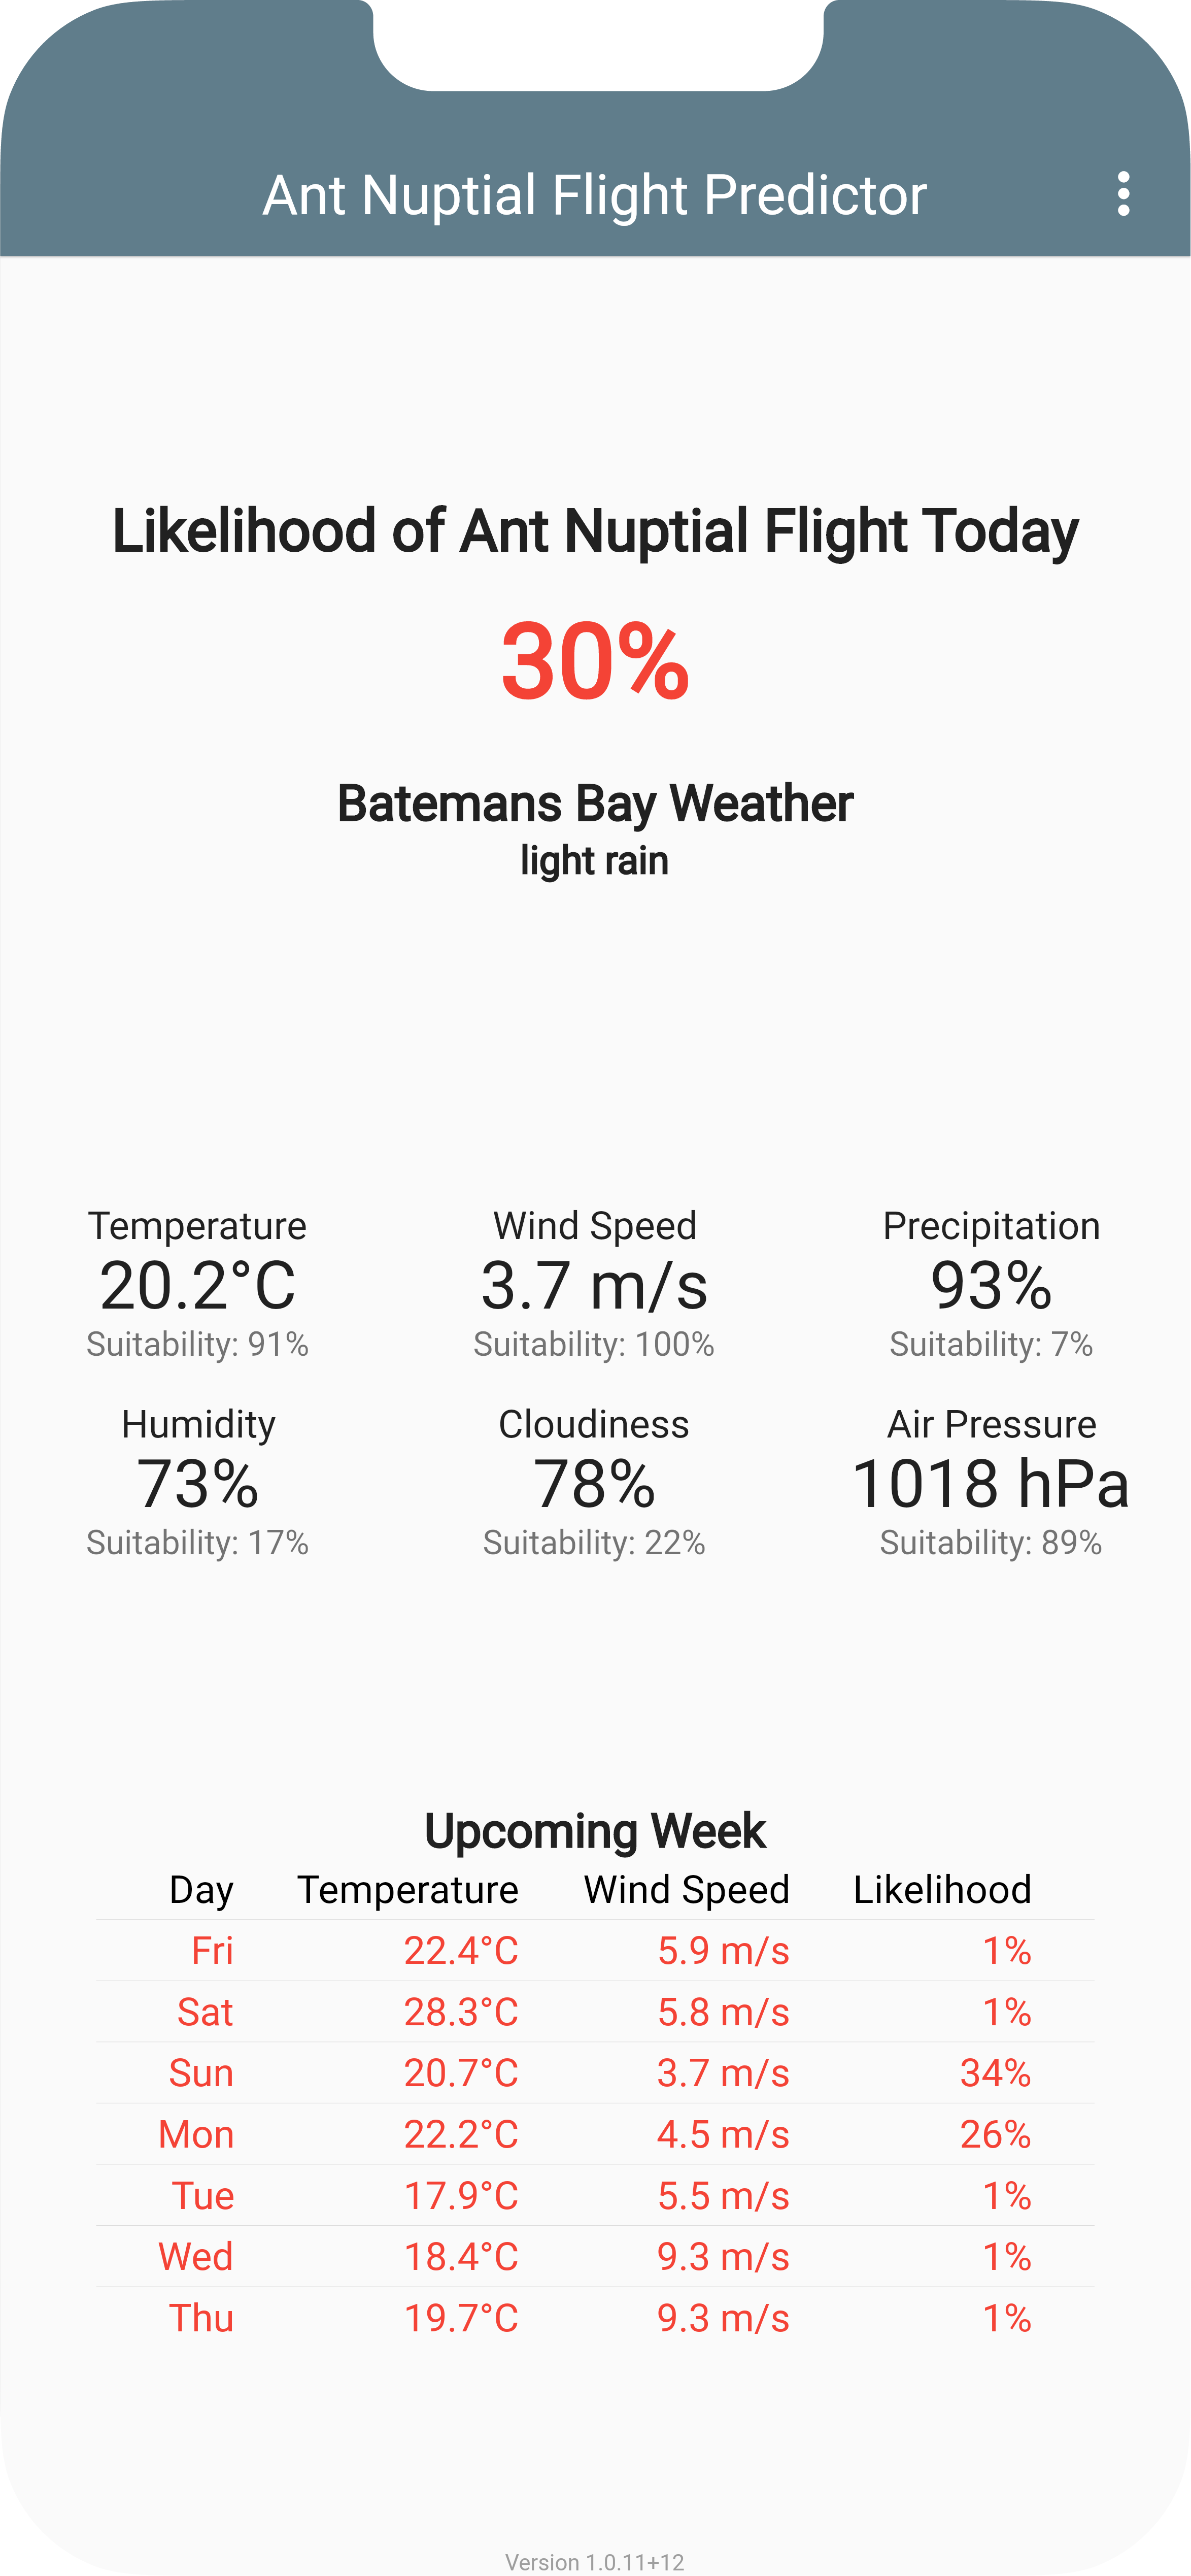 Ant Nuptial Flight Predictor
Likelihood of Ant Nuptial Flight Today
30%
Batemans Bay Weather
light rain
Temperature Wind Speed Precipitation
20.2°C 3.7 m/s 93%
Suitability: 91% Suitability: 100% Suitability: 7%
Humidity Cloudiness Air Pressure
73% 78% 1018 hPa
Suitability: 17% Suitability: 22% Suitability: 89%
Upcoming Week
Day Temperature Wind Speed Likelihood
Fri 22.4°C 5.9 m/s 1%
Sat 28.3°C 5.8 m/s 1%
Sun 20.7°C 3.7 m/s 34%
Mon 22.2°C 4.5 m/s 26%
Tue 17.9°C 5.5 m/s 1%
Wed 18.4°C 9.3 m/s 1%
Thu 19.7°C 9.3 m/s 1%
Version 1.0.11+12